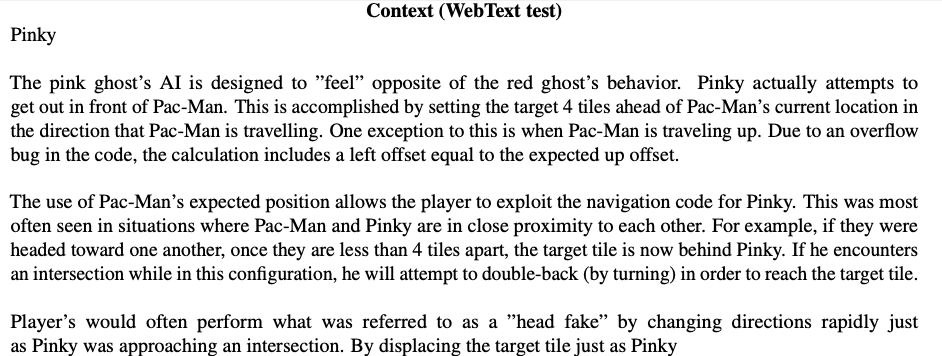 Context (WebText test)
Pinky
The pink ghost's AI is designed to "feel" opposite of the red ghost's behavior. Pinky actually attempts to
get out in front of Pac-Man. This is accomplished by setting the target 4 tiles ahead of Pac-Man's current location in
the direction that Pac-Man is travelling. One exception to this is when Pac-Man is traveling up. Due to an overflow
bug in the code, the calculation includes a left offset equal to the expected up offset.
The use of Pac-Man's expected position allows the player to exploit the navigation code for Pinky. This was most
often seen in situations where Pac-Man and Pinky are in close proximity to each other. For example, if they were
headed toward one another, once they are less than 4 tiles apart, the target tile is now behind Pinky. If he encounters
an intersection while in this configuration, he will attempt to double-back (by turning) in order to reach the target tile.
Player's would often perform what was referred to as a "head fake" by changing directions rapidly just
as Pinky was approaching an intersection. By displacing the target tile just as Pinky